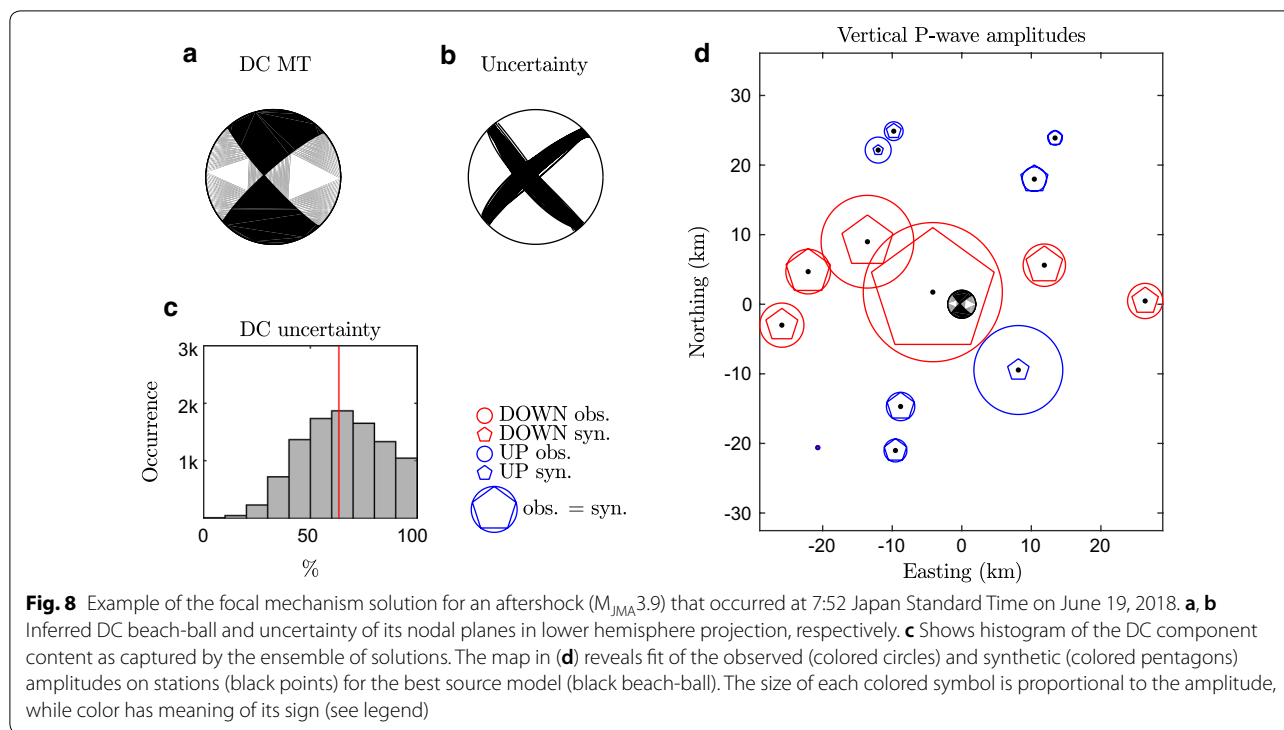 a
DC MT
b
Uncertainty
c
DC uncertainty
3k
2k
1k
Occurrence
0
50
100
%
DOWN obs.
DOWN syn.
UP obs.
UP syn.
obs. = syn.
d
Vertical P-wave amplitudes
30
20
10
0
-10
-20
-30
Northing (km)
-20
-10
0
10
20
Easting (km)
Fig. 8 Example of the focal mechanism solution for an aftershock (MJMA3.9) that occurred at 7:52 Japan Standard Time on June 19, 2018. a, b
Inferred DC beach-ball and uncertainty of its nodal planes in lower hemisphere projection, respectively. c Shows histogram of the DC component
content as captured by the ensemble of solutions. The map in (d) reveals fit of the observed (colored circles) and synthetic (colored pentagons)
amplitudes on stations (black points) for the best source model (black beach-ball). The size of each colored symbol is proportional to the amplitude,
while color has meaning of its sign (see legend)